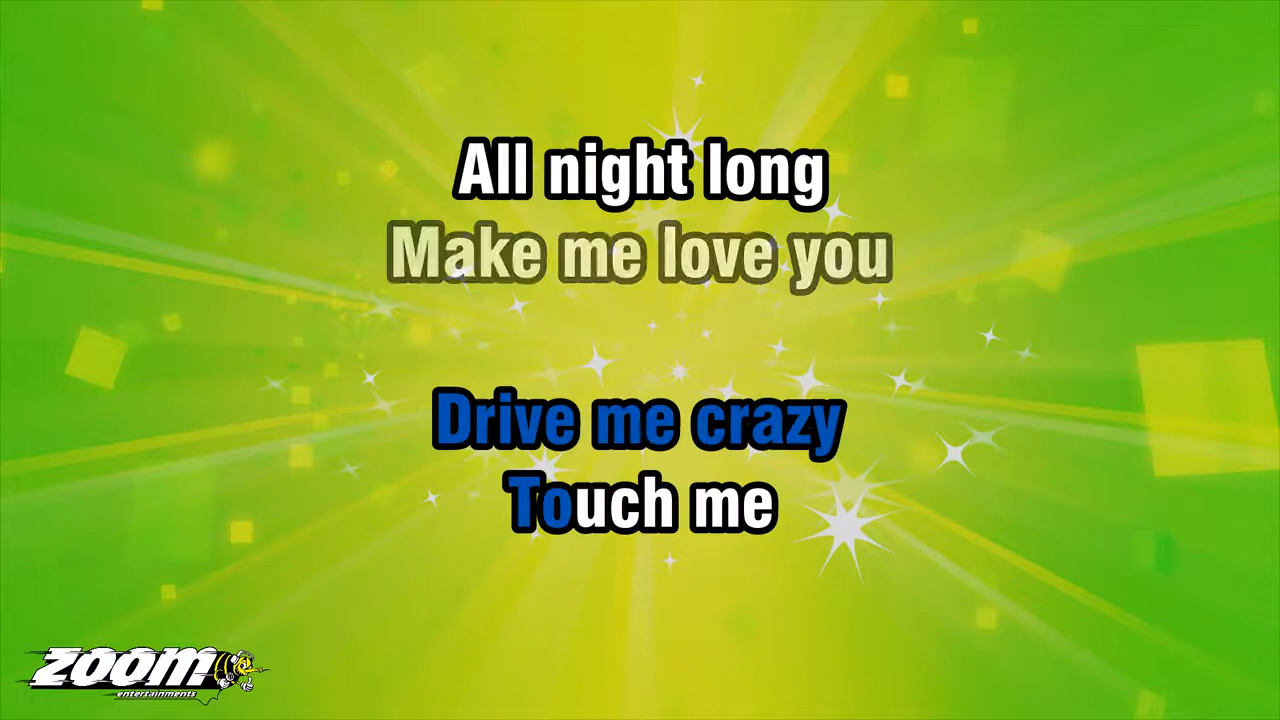 All night long
Make me love you
Drive me crazy
Touch me
zoom
entertainments